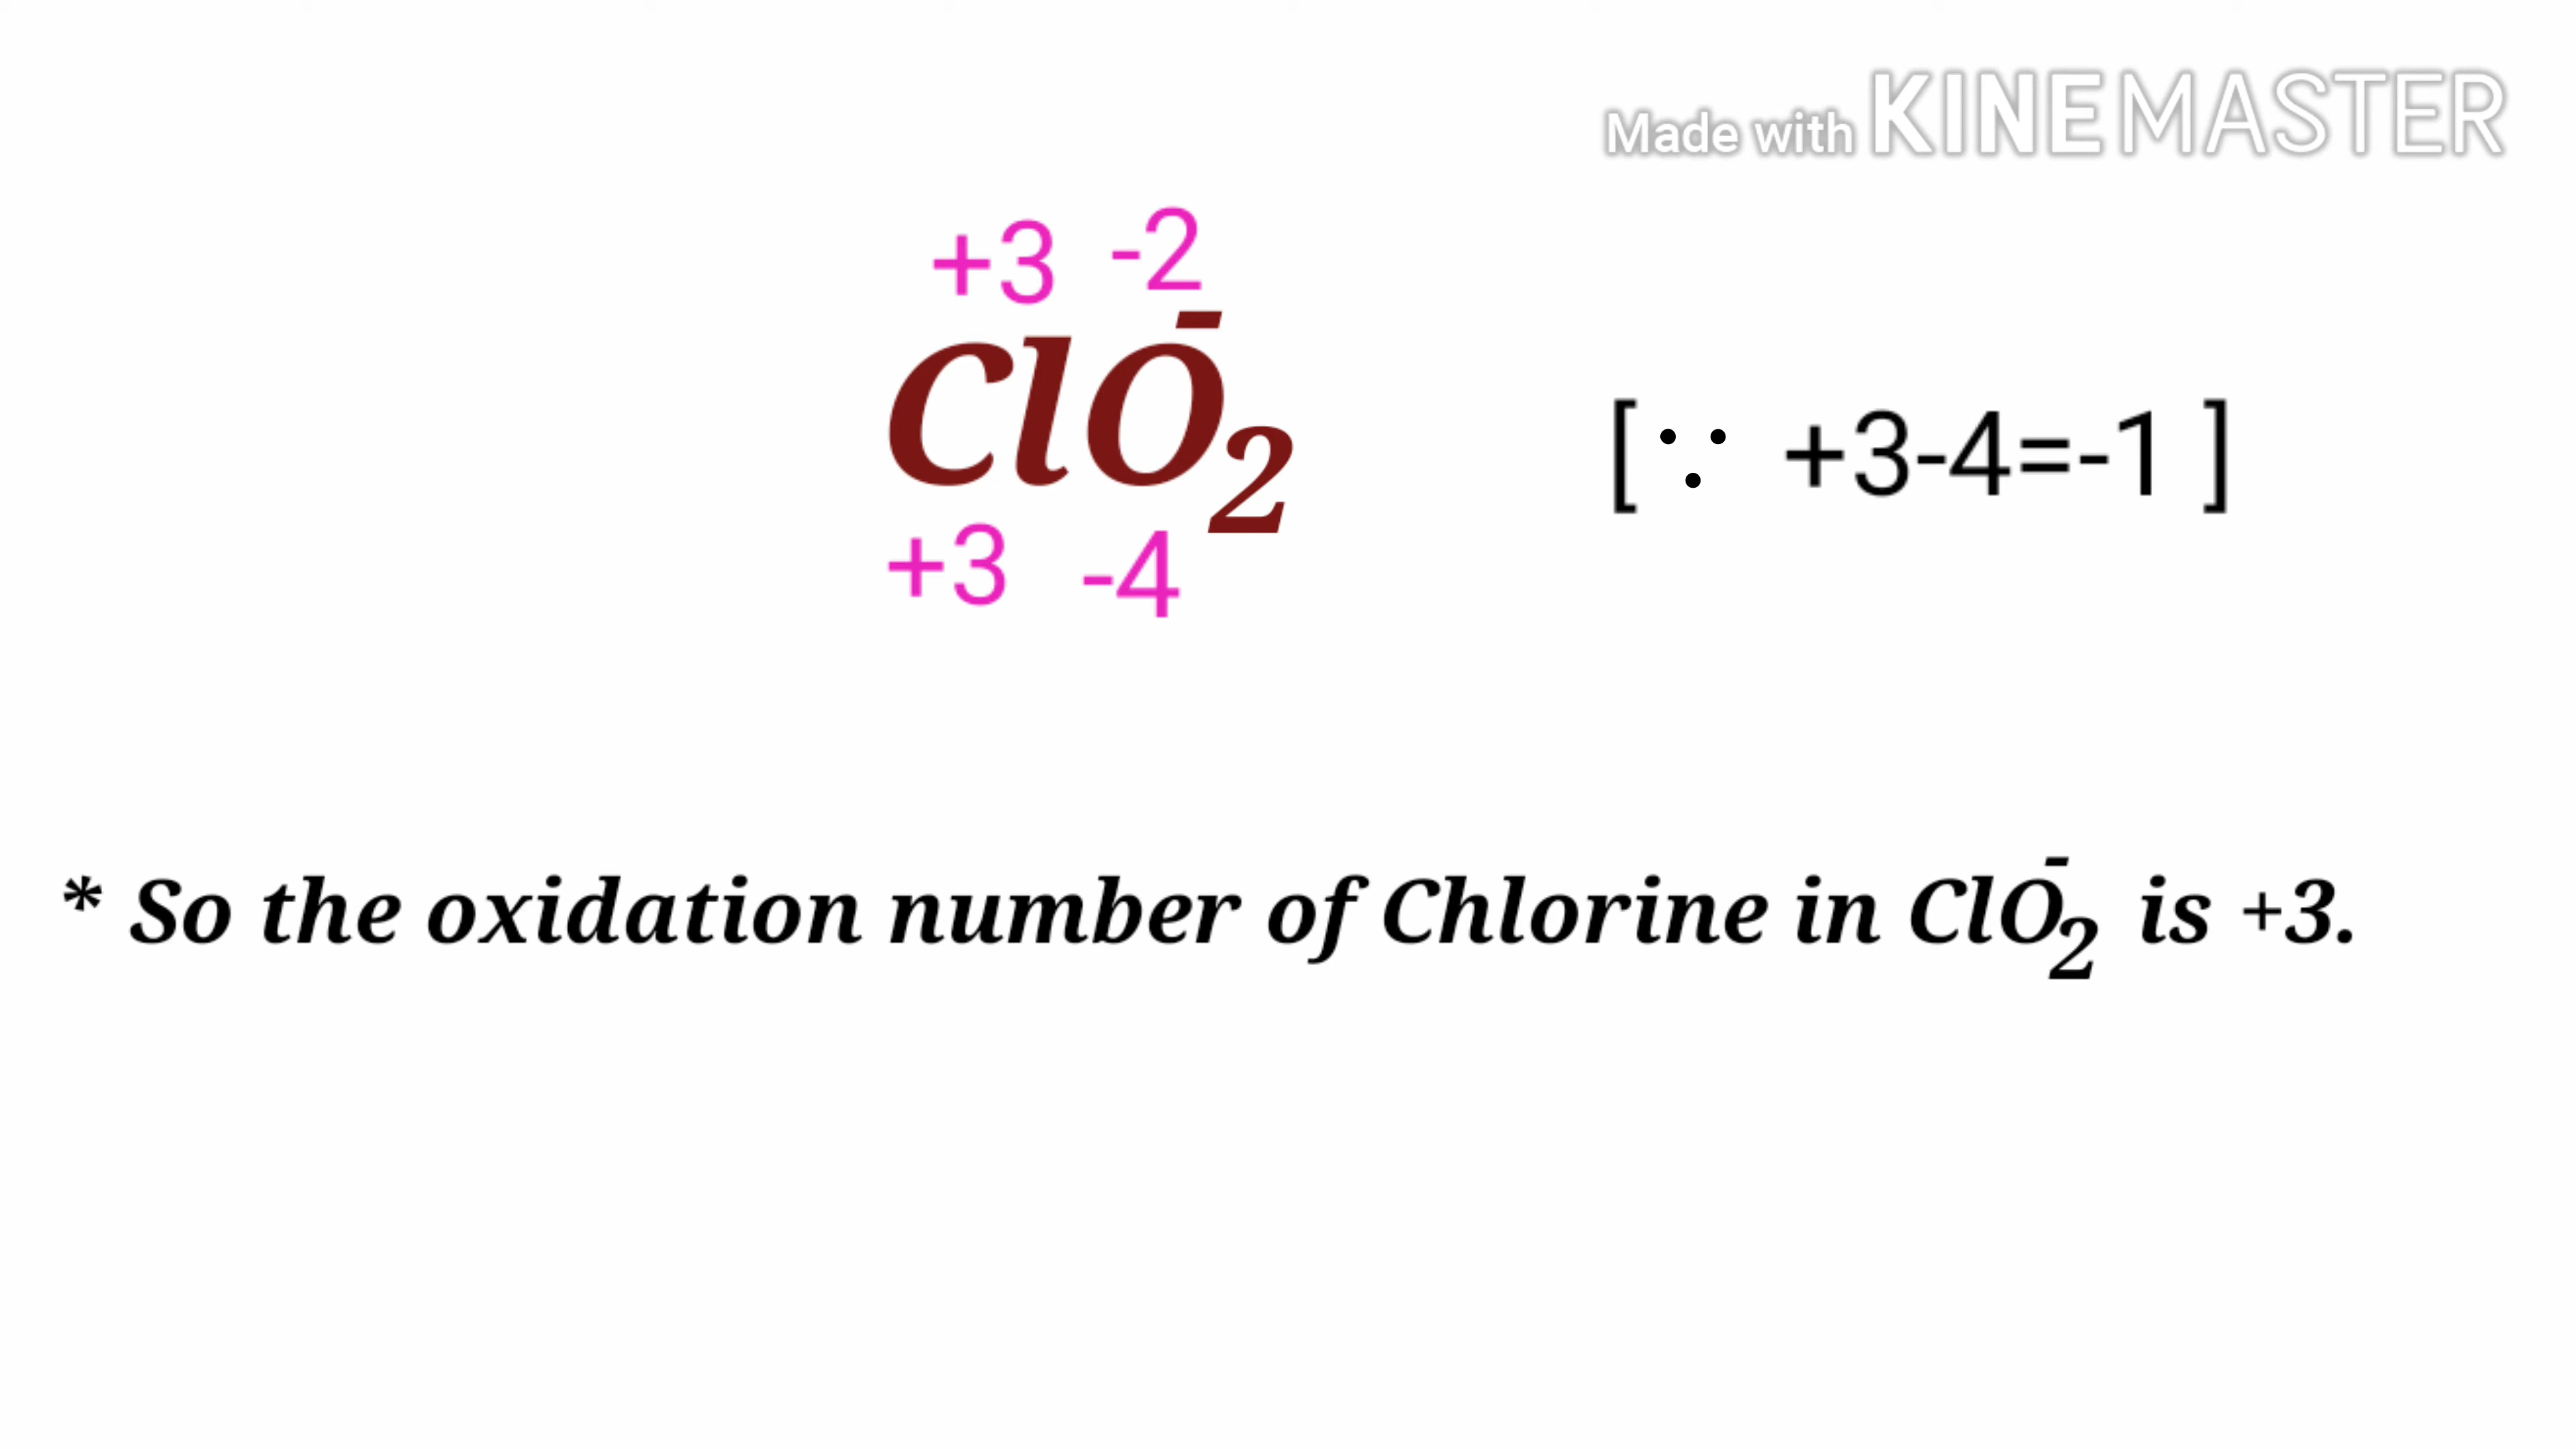 Made with KINEMASTER
+3 -2
ClO₂⁻
+3 -4
[ ∵ +3-4=-1 ]
* So the oxidation number of Chlorine in ClO₂⁻ is +3.